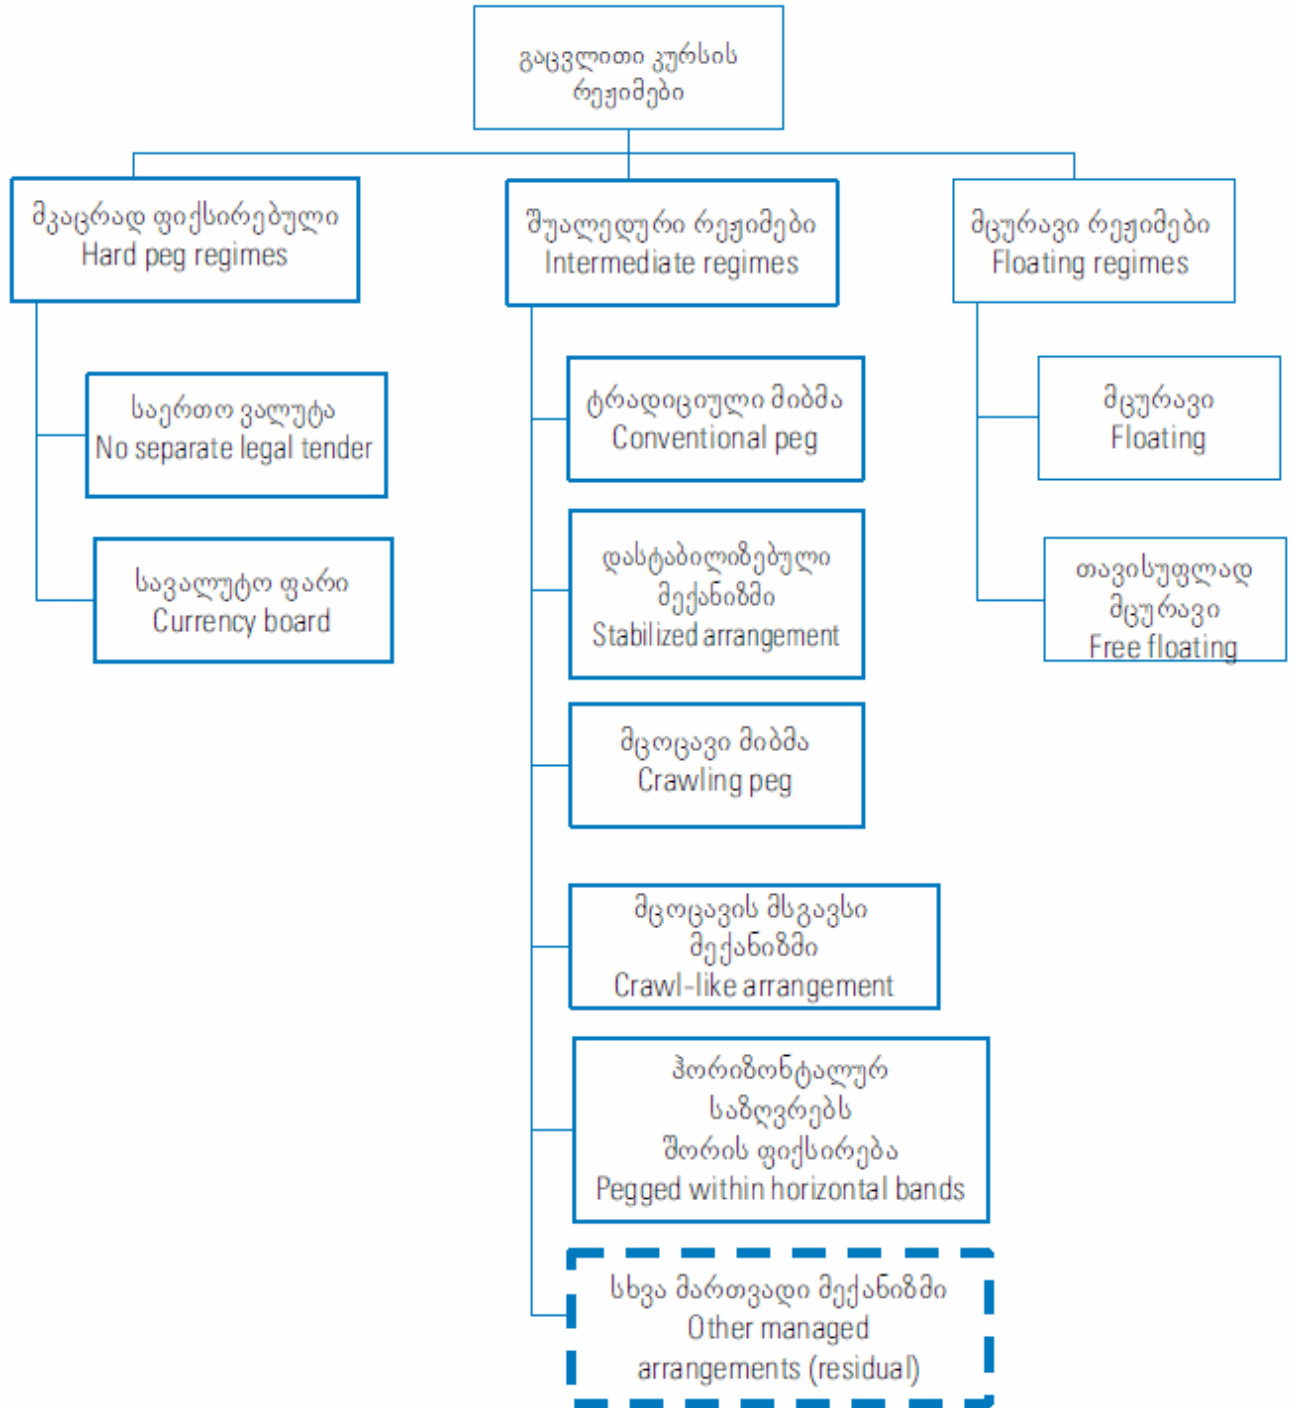 გაცვლითი კურსის
რეჟიმები
მკაცრად ფიქსირებული
Hard peg regimes
საერთო ვალუტა
No separate legal tender
სავალუტო ფარი
Currency board
შუალედური რეჟიმები
Intermediate regimes
ტრადიციული მიბმა
Conventional peg
დასტაბილიზებული
მექანიზმი
Stabilized arrangement
მცოცავი მიბმა
Crawling peg
მცოცავის მსგავსი
მექანიზმი
Crawl-like arrangement
ჰორიზონტალურ
საზღვრებს
შორის ფიქსირება
Pegged within horizontal bands
სხვა მართვადი მექანიზმი
Other managed
arrangements (residual)
მცურავი რეჟიმები
Floating regimes
მცურავი
Floating
თავისუფლად
მცურავი
Free floating